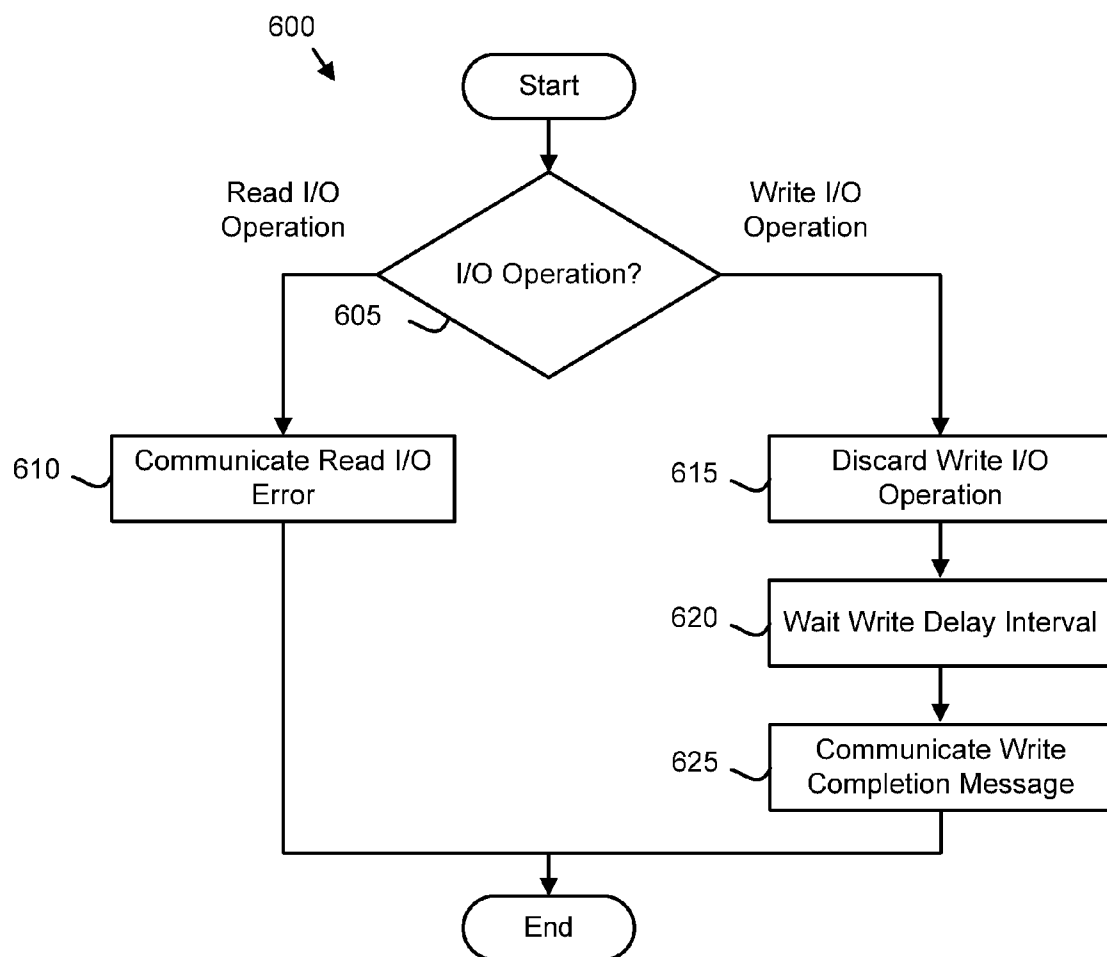 600
Start
Read I/O
Operation
Write I/O
Operation
I/O Operation?
605
610
Communicate Read I/O
Error
615
Discard Write I/O
Operation
620
Wait Write Delay Interval
625
Communicate Write
Completion Message
End